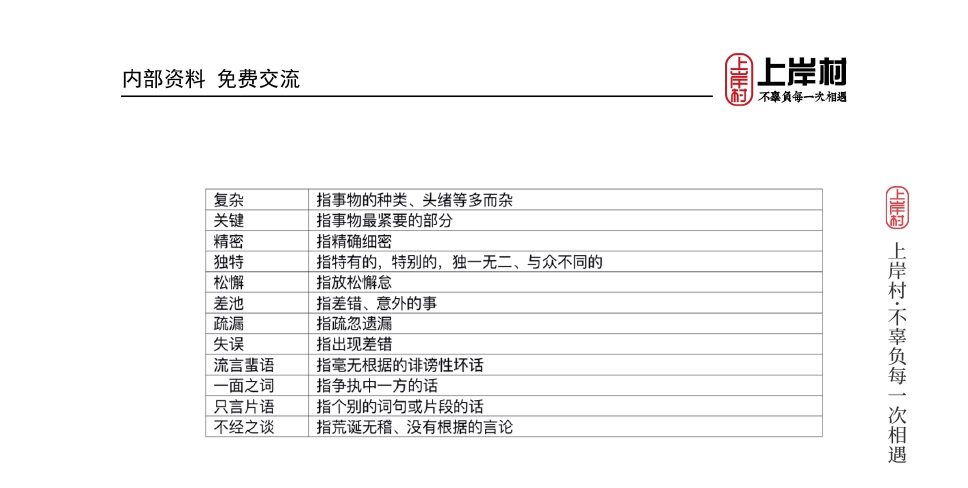 内部资料 免费交流
上岸村
上岸村
不辜负每一次相遇
复杂 指事物的种类、头绪等多而杂
关键 指事物最紧要的部分
精密 指精确细密
独特 指特有的，特别的，独一无二、与众不同的
松懈 指放松懈怠
差池 指差错、意外的事
疏漏 指疏忽遗漏
失误 指出现差错
流言蜚语 指毫无根据的诽谤性坏话
一面之词 指争执中一方的话
只言片语 指个别的词句或片段的话
不经之谈 指荒诞无稽、没有根据的言论
上岸村
上岸村·不辜负每一次相遇